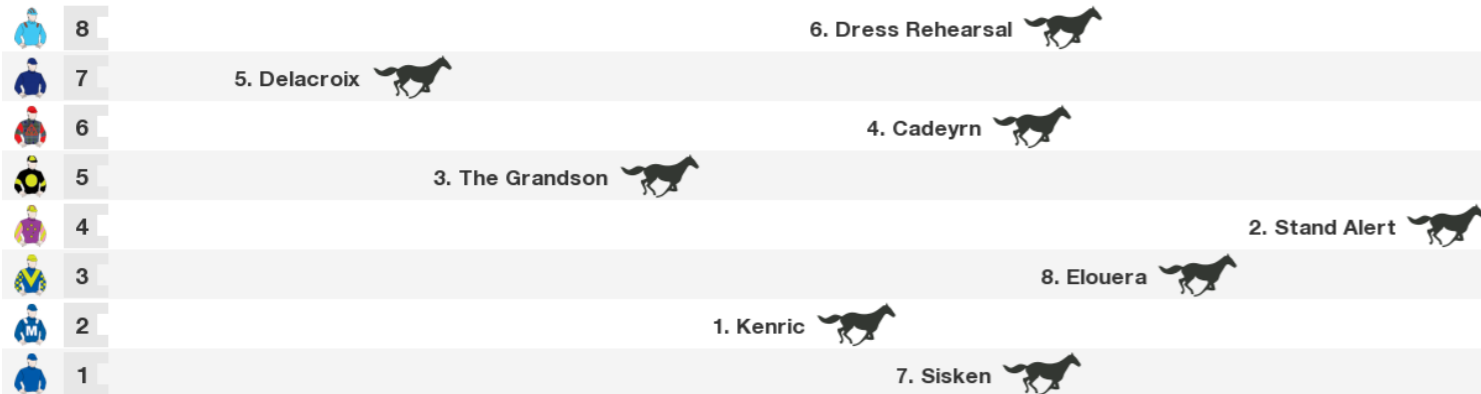 8 6. Dress Rehearsal
7 5. Delacroix
6 4. Cadeyrn
5 3. The Grandson
4 2. Stand Alert
3 8. Elouera
M 2 1. Kenric
1 7. Sisken